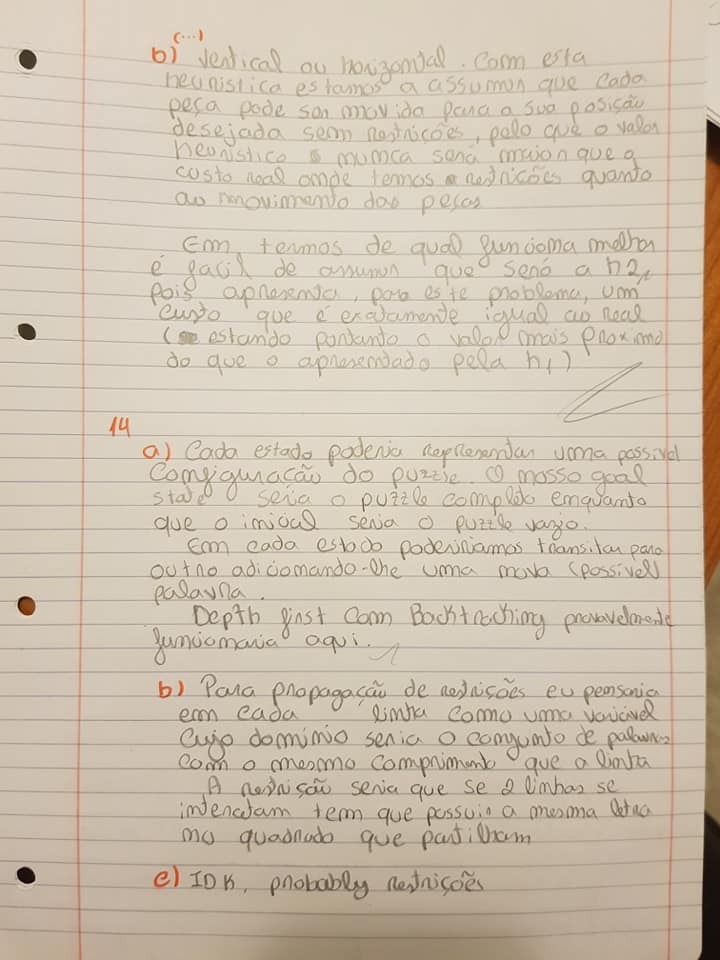 (...)
b) Vertical ou horizontal. Com esta
heuristica estamos a assumir que cada
peça pode ser movida para a sua posição
desejada sem restrições, pelo que o valor
heuristico nunca será maior que o
custo real onde temos restrições quanto
ao movimento das peças
Em termos de qual funciona melhor
é facil de assumir que será a h2,
pois apresenta, para este problema, um
custo que é exatamente igual ao real
(estando portanto o valor mais proximo
do que o apresentado pela h1)
14
a) Cada estado poderia representar uma possivel
Configuração do puzzle. O nosso goal
state seria o puzzle completo enquanto
que o inicial seria o puzzle vazio.
Em cada estado podeririamos transitar para
outro adicionando-lhe uma nova (possivel)
palavra.
Depth first com Backtracking provavelmente
funcionaria aqui.
b) Para propagação de restrições eu pensaria
em cada linha como uma variável
cujo dominio seria o conjunto de palavras
com o mesmo comprimento que a linha
A restrição seria que se 2 linhas se
intercetam tem que possuir a mesma letra
no quadrado que partilham
c) IDK, probably restrições